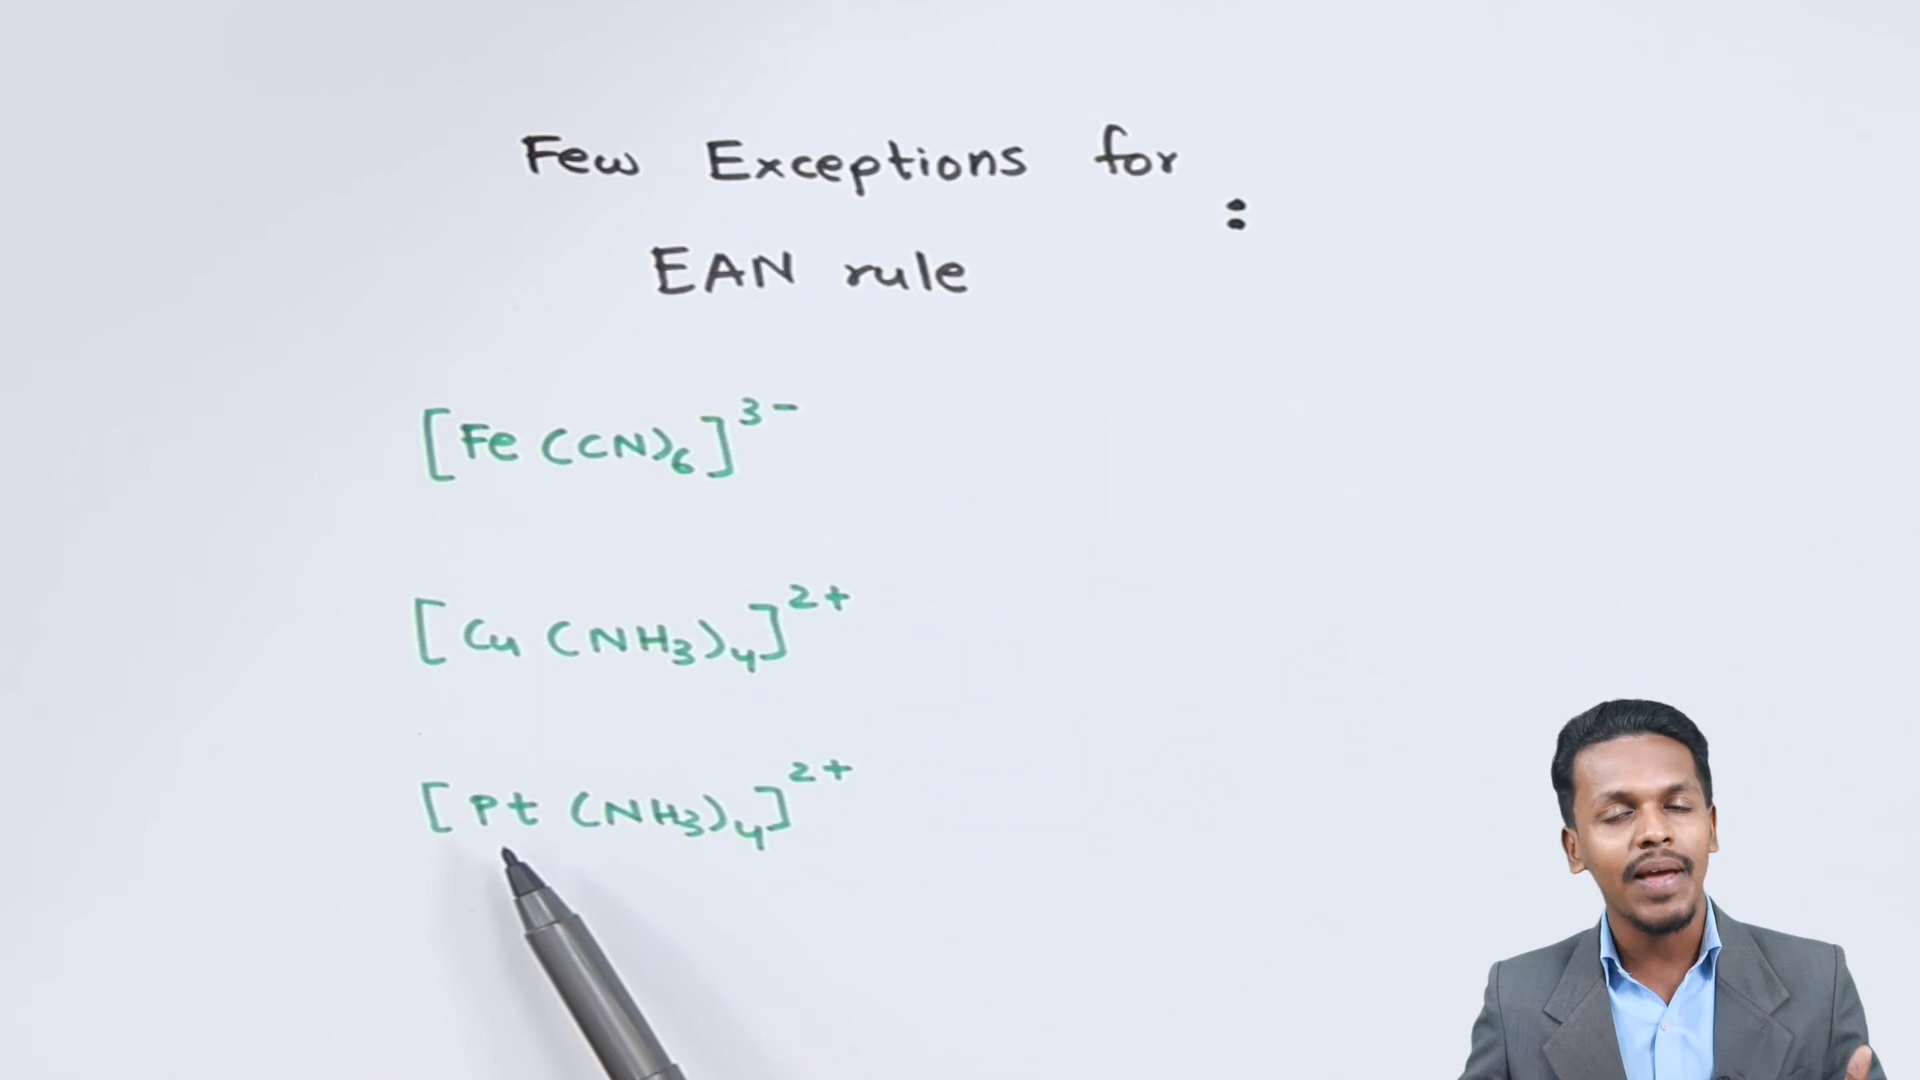 Few Exceptions for :
EAN rule
[Fe (CN)₆]³⁻
[Cu (NH₃)₄]²⁺
[Pt (NH₃)₄]²⁺